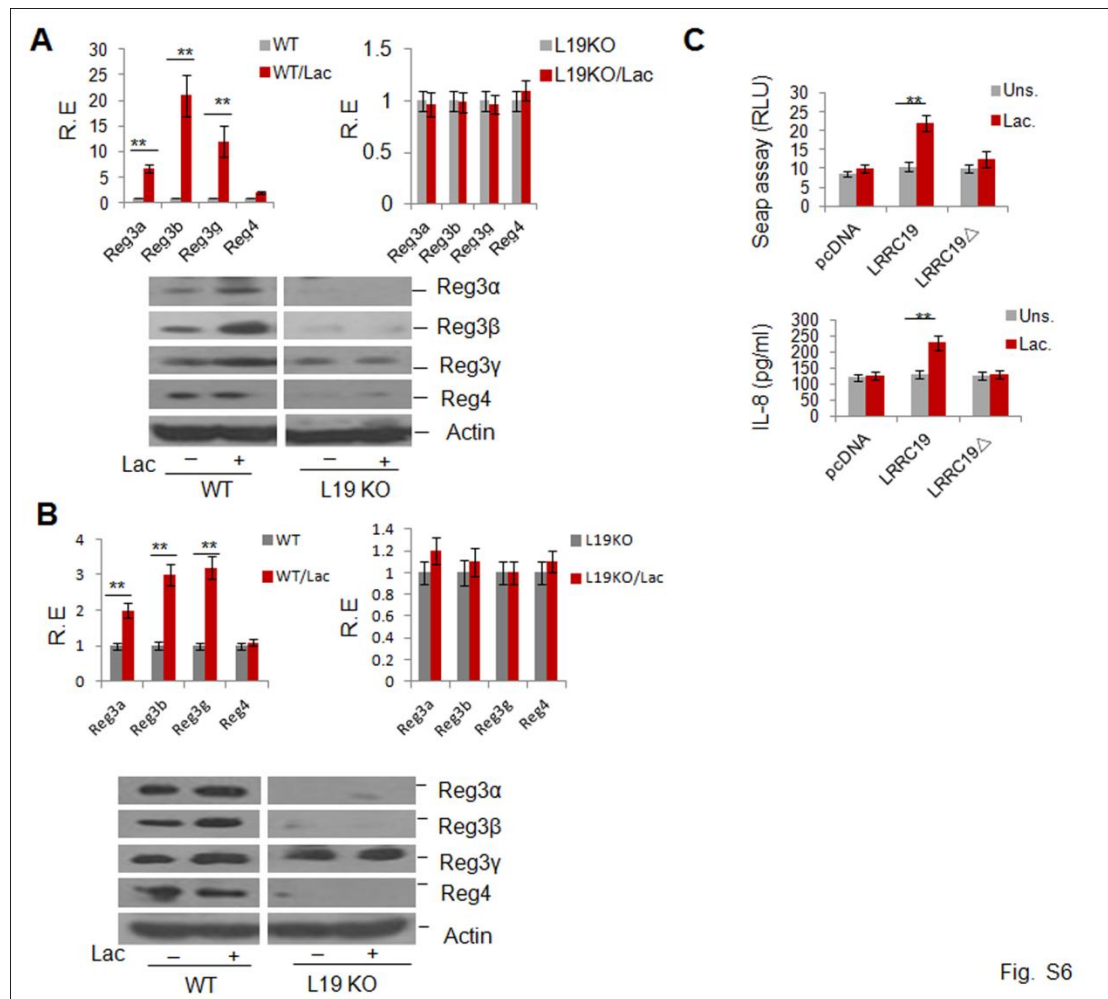 A
R.E
30
25
20
15
10
5
0
**
**
**
WT
WT/Lac
Reg3a
Reg3b
Reg3g
Reg4
R.E
1.5
1
0.5
0
L19KO
L19KO/Lac
Reg3a
Reg3b
Reg3g
Reg4
Reg3α
Reg3β
Reg3γ
Reg4
Actin
Lac – + – +
WT L19 KO
B
R.E
4
3
2
1
0
**
**
**
WT
WT/Lac
Reg3a
Reg3b
Reg3g
Reg4
R.E
1.4
1.2
1
0.8
0.6
0.4
0.2
0
L19KO
L19KO/Lac
Reg3a
Reg3b
Reg3g
Reg4
Reg3α
Reg3β
Reg3γ
Reg4
Actin
Lac – + – +
WT L19 KO
C
Seap assay (RLU)
30
25
20
15
10
5
0
**
Uns.
Lac.
pcDNA
LRRC19
LRRC19△
IL-8 (pg/ml)
300
250
200
150
100
50
0
**
Uns.
Lac.
pcDNA
LRRC19
LRRC19△
Fig. S6